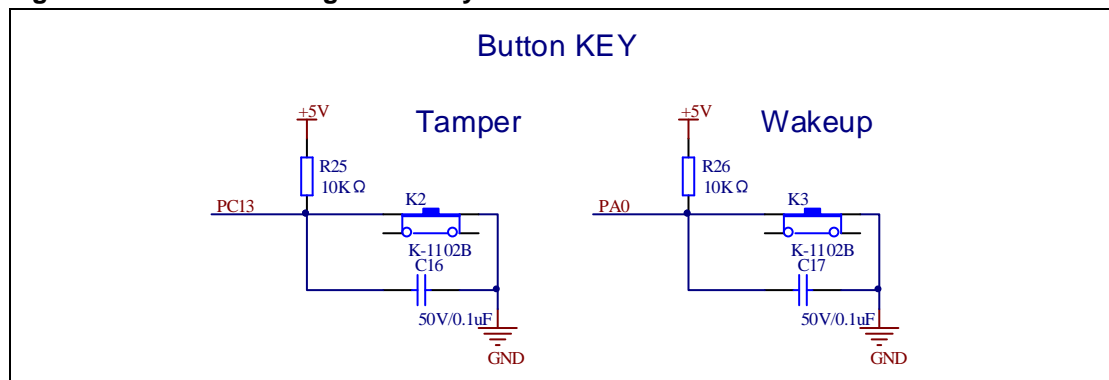 Button KEY
+5V
Tamper
R25
10KΩ
PC13
K2
K-1102B
C16
50V/0.1uF
GND
+5V
Wakeup
R26
10KΩ
PA0
K3
K-1102B
C17
50V/0.1uF
GND